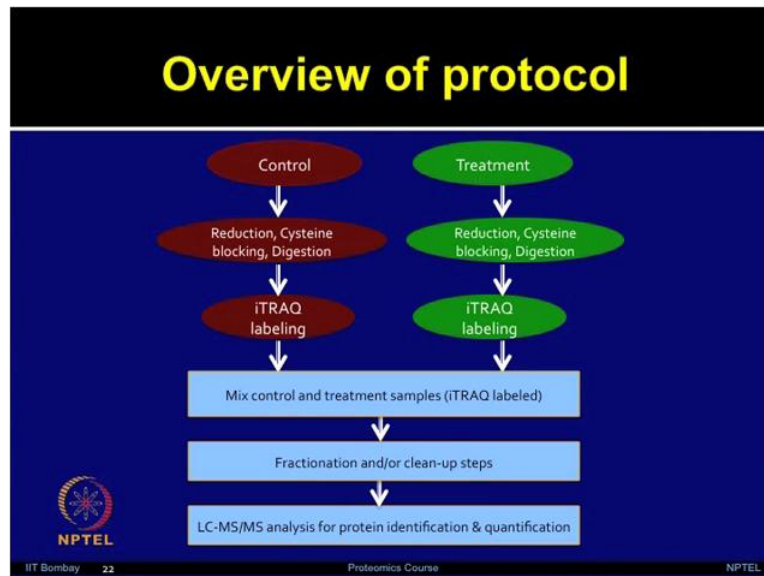 Overview of protocol
Control
Treatment
Reduction, Cysteine
blocking, Digestion
Reduction, Cysteine
blocking, Digestion
iTRAQ
labeling
iTRAQ
labeling
Mix control and treatment samples (iTRAQ labeled)
Fractionation and/or clean-up steps
LC-MS/MS analysis for protein identification & quantification
NPTEL
IIT Bombay 22 Proteomics Course NPTEL